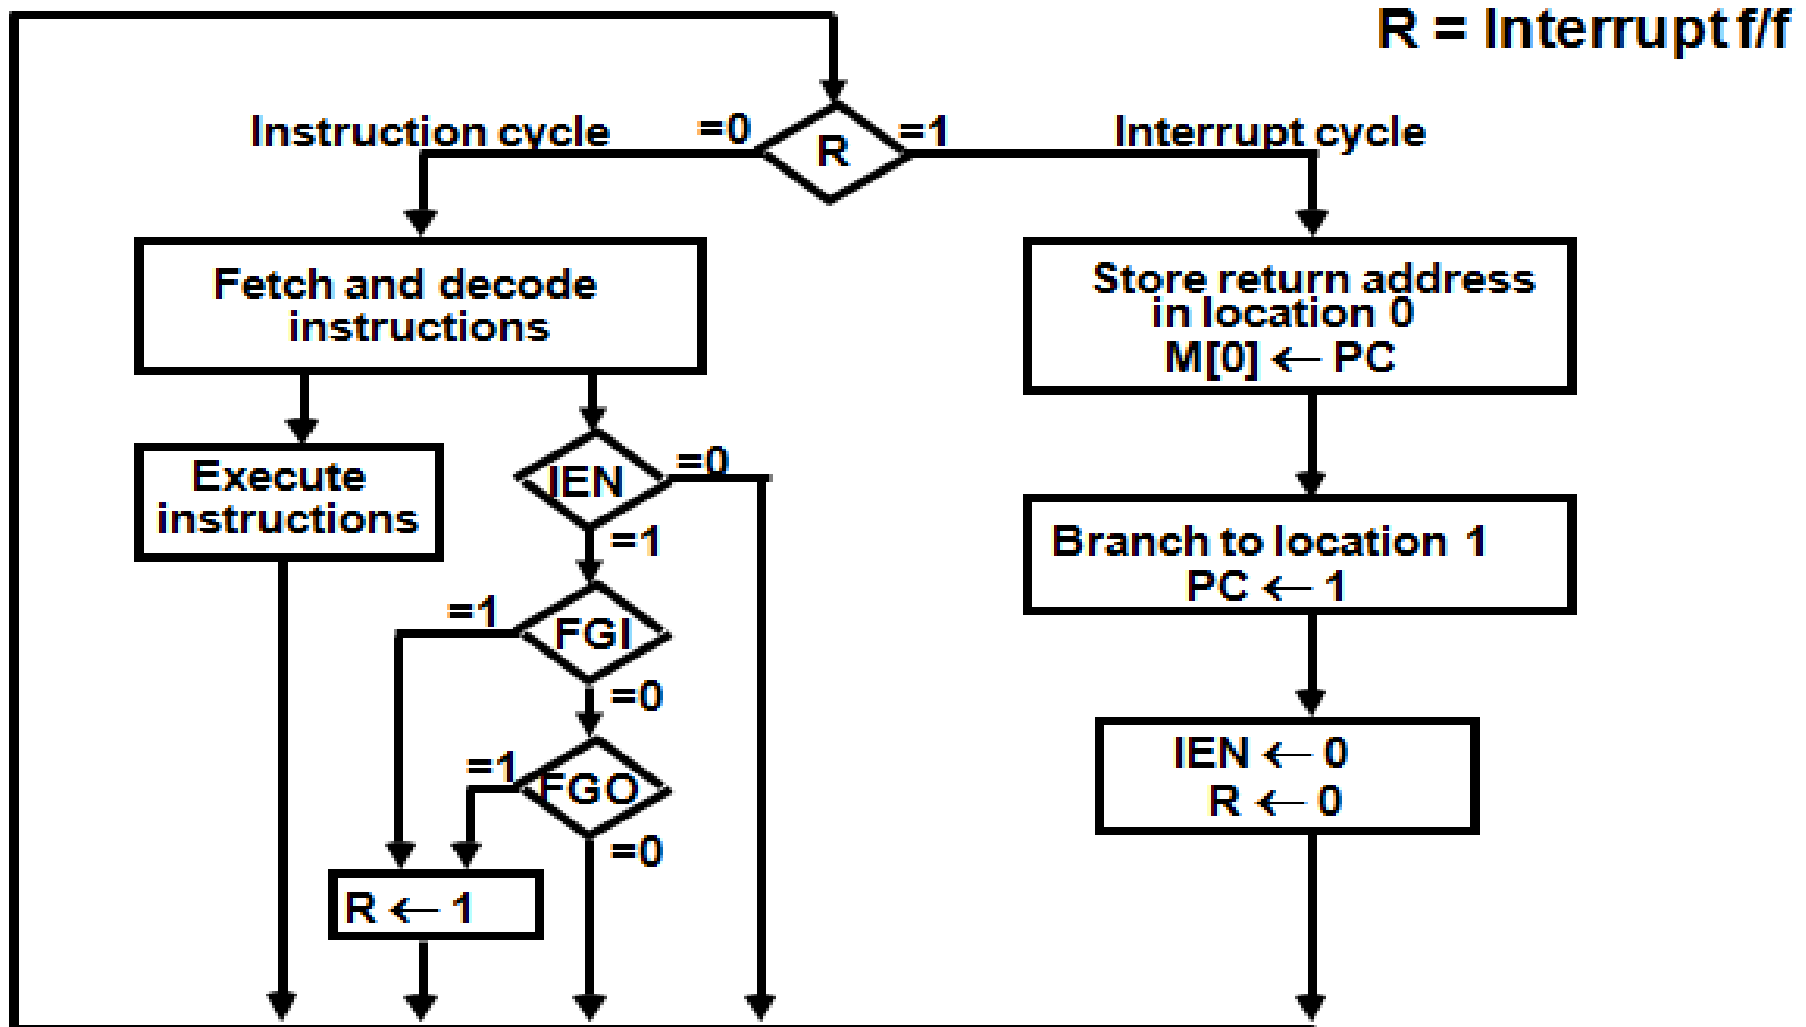 R = Interrupt f/f
Instruction cycle
=0
R
=1
Interrupt cycle
Fetch and decode
instructions
Store return address
in location 0
M[0] ← PC
Execute
instructions
IEN
=0
=1
Branch to location 1
PC ← 1
=1
FGI
=0
=1
FGO
=0
IEN ← 0
R ← 0
R ← 1